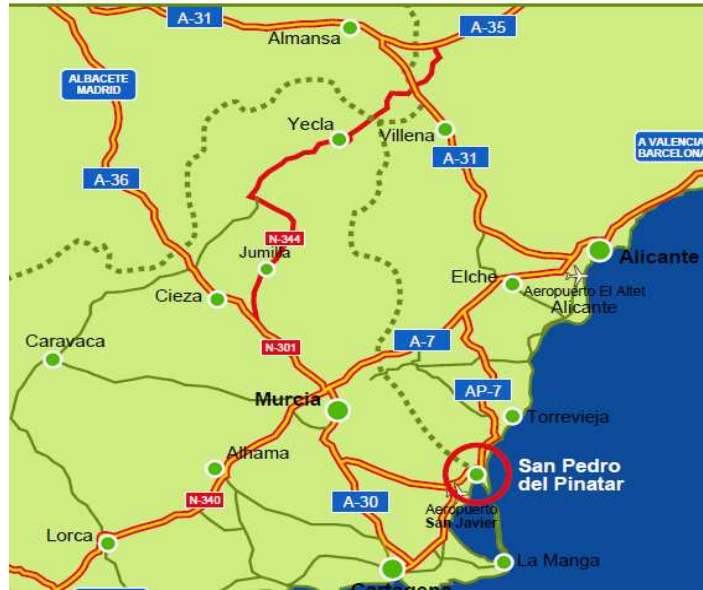 A-31
A-35
Almansa
ALBACETE
MADRID
Yecla
Villena
A VALENCIA
BARCELONA
A-31
A-36
N-344
Jumilla
Alicante
Elche
Aeropuerto El Altet
Alicante
Cieza
N-301
A-7
Caravaca
AP-7
Murcia
Torrevieja
Alhama
San Pedro
del Pinatar
N-340
A-30
Aeropuerto
San Javier
Lorca
La Manga
Cartagena